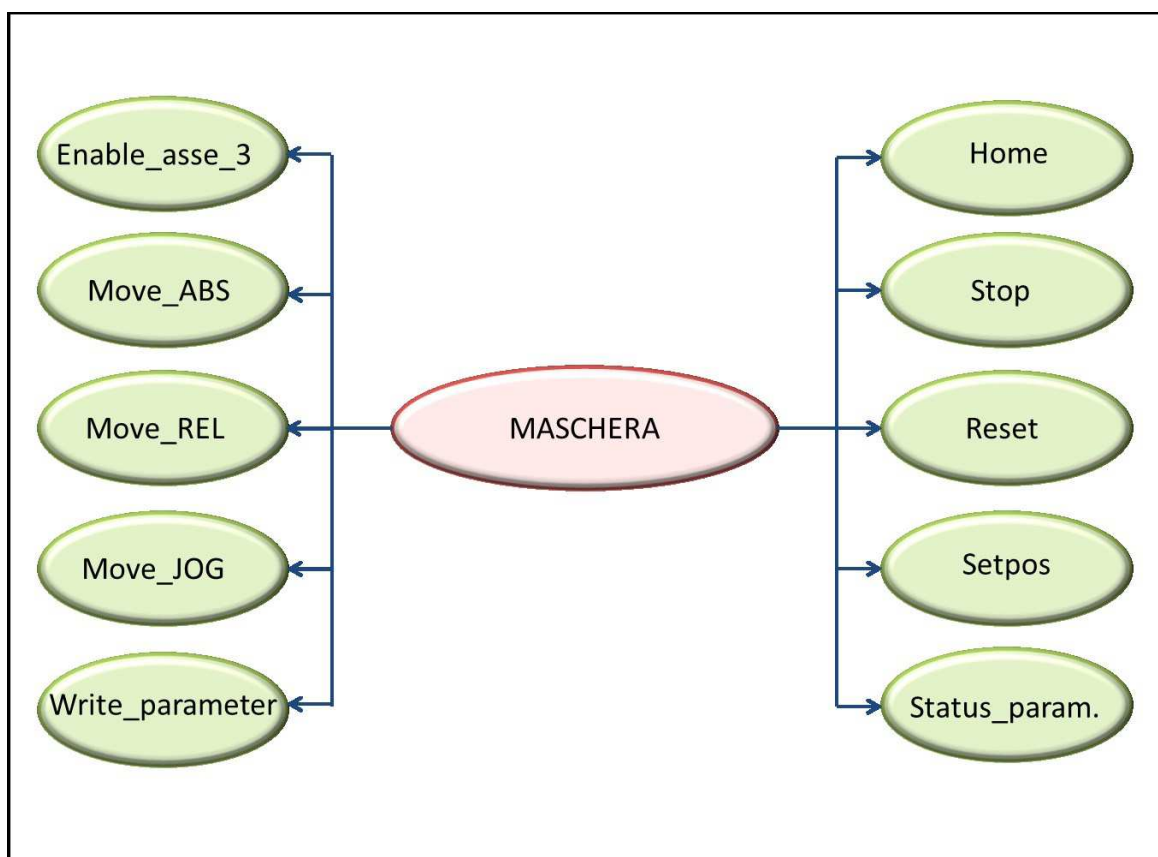 Enable_asse_3
Home
Move_ABS
Stop
Move_REL
MASCHERA
Reset
Move_JOG
Setpos
Write_parameter
Status_param.